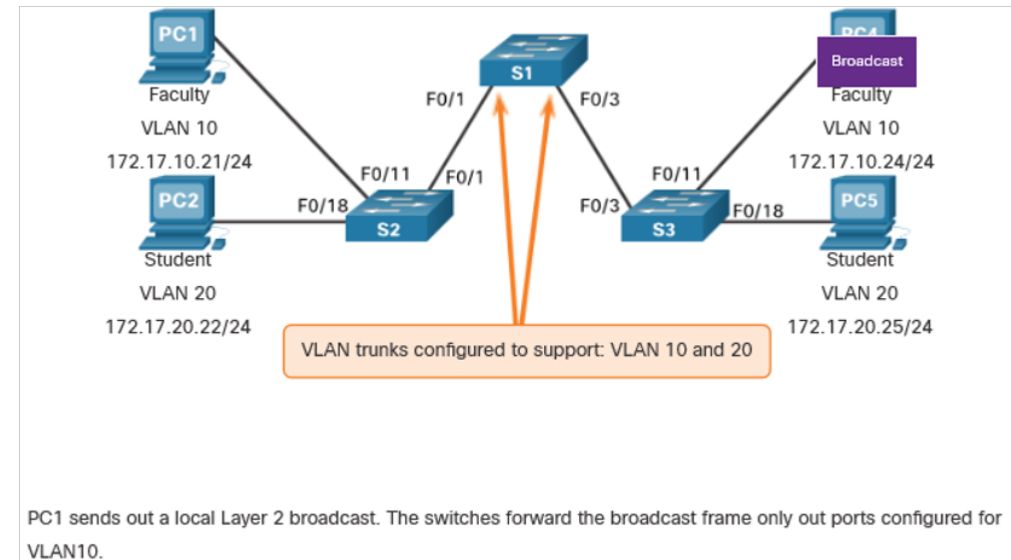 PC1
Faculty
VLAN 10
172.17.10.21/24
PC2
Student
VLAN 20
172.17.20.22/24
F0/11
F0/18
S2
F0/1
F0/1
S1
F0/3
F0/3
S3
F0/11
F0/18
PC4
Broadcast
Faculty
VLAN 10
172.17.10.24/24
PC5
Student
VLAN 20
172.17.20.25/24
VLAN trunks configured to support: VLAN 10 and 20
PC1 sends out a local Layer 2 broadcast. The switches forward the broadcast frame only out ports configured for
VLAN10.